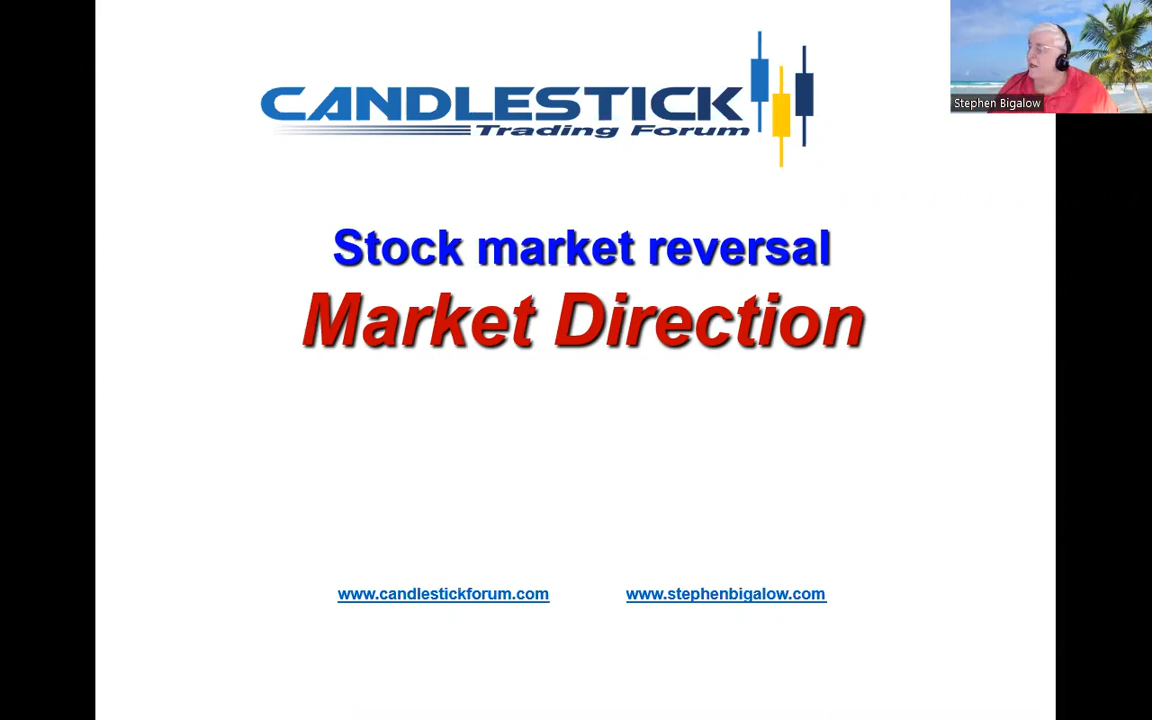 CANDLESTICK
Trading Forum
Stephen Bigalow
Stock market reversal
Market Direction
www.candlestickforum.com
www.stephenbigalow.com